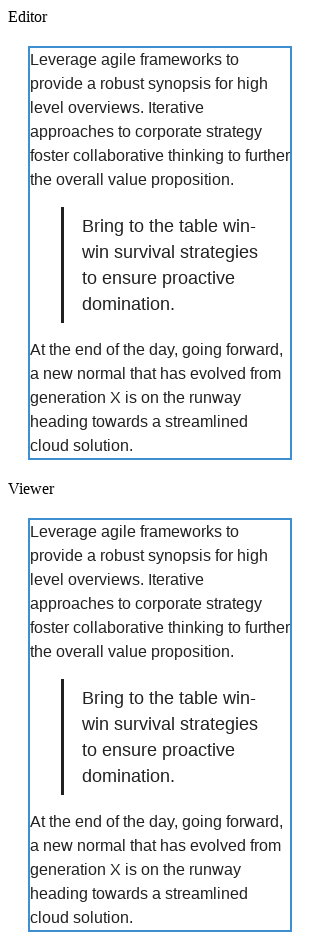 Editor
Leverage agile frameworks to
provide a robust synopsis for high
level overviews. Iterative
approaches to corporate strategy
foster collaborative thinking to further
the overall value proposition.
Bring to the table win-
win survival strategies
to ensure proactive
domination.
At the end of the day, going forward,
a new normal that has evolved from
generation X is on the runway
heading towards a streamlined
cloud solution.
Viewer
Leverage agile frameworks to
provide a robust synopsis for high
level overviews. Iterative
approaches to corporate strategy
foster collaborative thinking to further
the overall value proposition.
Bring to the table win-
win survival strategies
to ensure proactive
domination.
At the end of the day, going forward,
a new normal that has evolved from
generation X is on the runway
heading towards a streamlined
cloud solution.